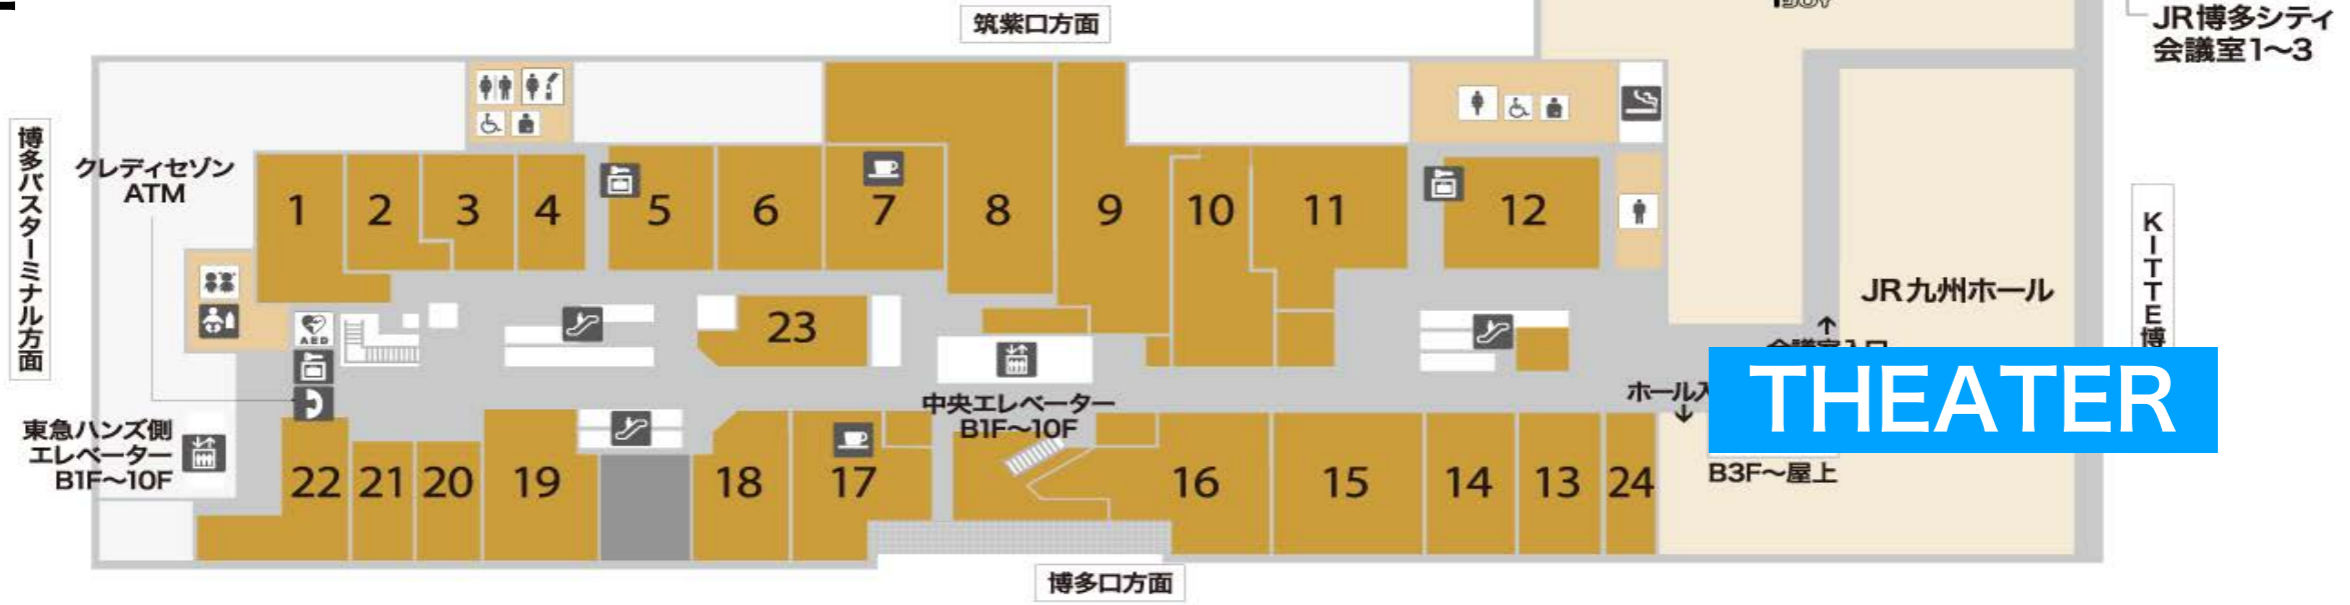 筑紫口方面
JR博多シティ
会議室1〜3
博多バスターミナル方面
クレディセゾン
ATM
1
2
3
4
5
6
7
8
9
10
11
12
23
AED
JR九州ホール
KITTE博
THEATER
ホール入
中央エレベーター
B1F〜10F
東急ハンズ側
エレベーター
B1F〜10F
22
21
20
19
18
17
16
15
14
13
24
B3F〜屋上
博多口方面